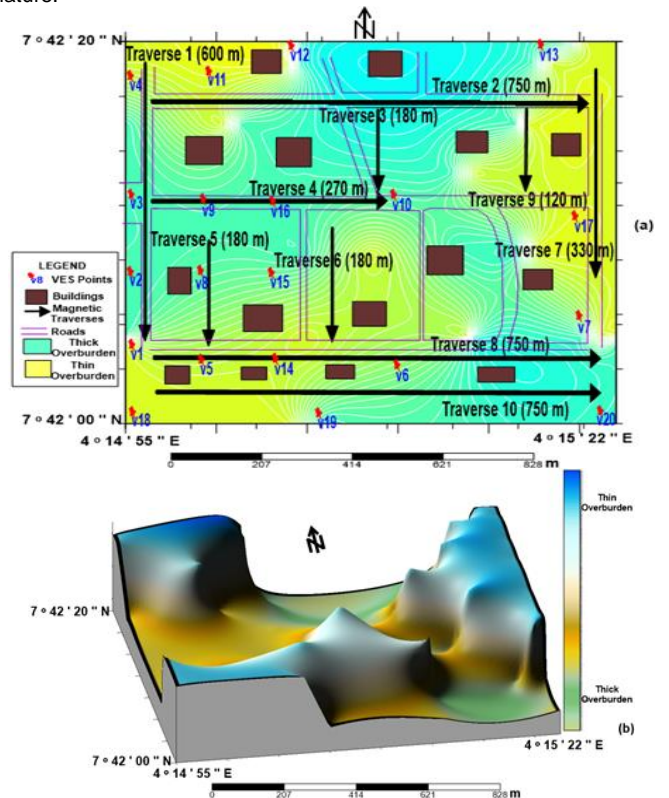 nature.
N
7 o 42 ' 20 " N
Traverse 1 (600 m)
v12
v13
v4
v11
Traverse 2 (750 m)
Traverse 3 (180 m)
Traverse 4 (270 m)
v3
v9
v16
v10
Traverse 9 (120 m)
v17
(a)
Traverse 5 (180 m)
Traverse 6 (180 m)
Traverse 7 (330 m)
LEGEND
v8 VES Points
Buildings
Magnetic
Traverses
Roads
Thick
Overburden
Thin
Overburden
v2
v8
v15
v7
v1
Traverse 8 (750 m)
v5
v14
v6
Traverse 10 (750 m)
v18
v19
v20
7 o 42 ' 00 " N
4 o 14 ' 55 " E
4 o 15 ' 22 " E
0 207 414 621 828 m
N
Thin
Overburden
7 o 42 ' 20 " N
Thick
Overburden
(b)
7 o 42 ' 00 " N
4 o 14 ' 55 " E
4 o 15 ' 22 " E
0 207 414 621 828
m